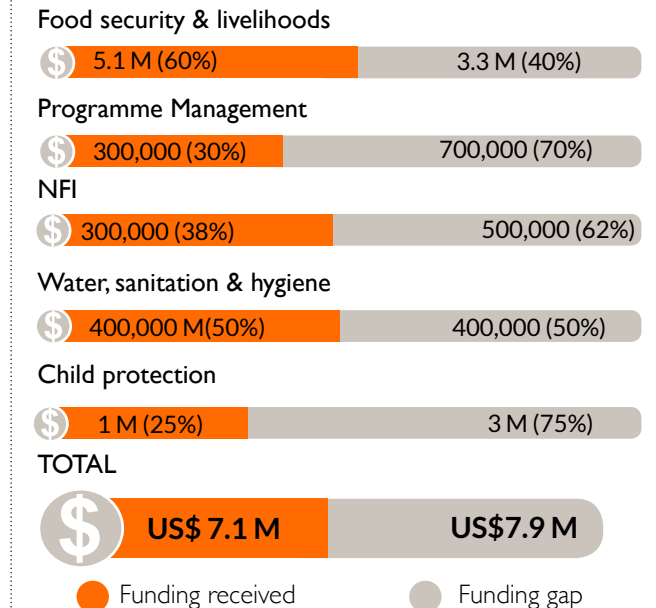 Food security & livelihoods
$ 5.1 M (60%) 3.3 M (40%)
Programme Management
$ 300,000 (30%) 700,000 (70%)
NFI
$ 300,000 (38%) 500,000 (62%)
Water, sanitation & hygiene
$ 400,000 M(50%) 400,000 (50%)
Child protection
$ 1 M (25%) 3 M (75%)
TOTAL
$ US$ 7.1 M US$7.9 M
Funding received Funding gap